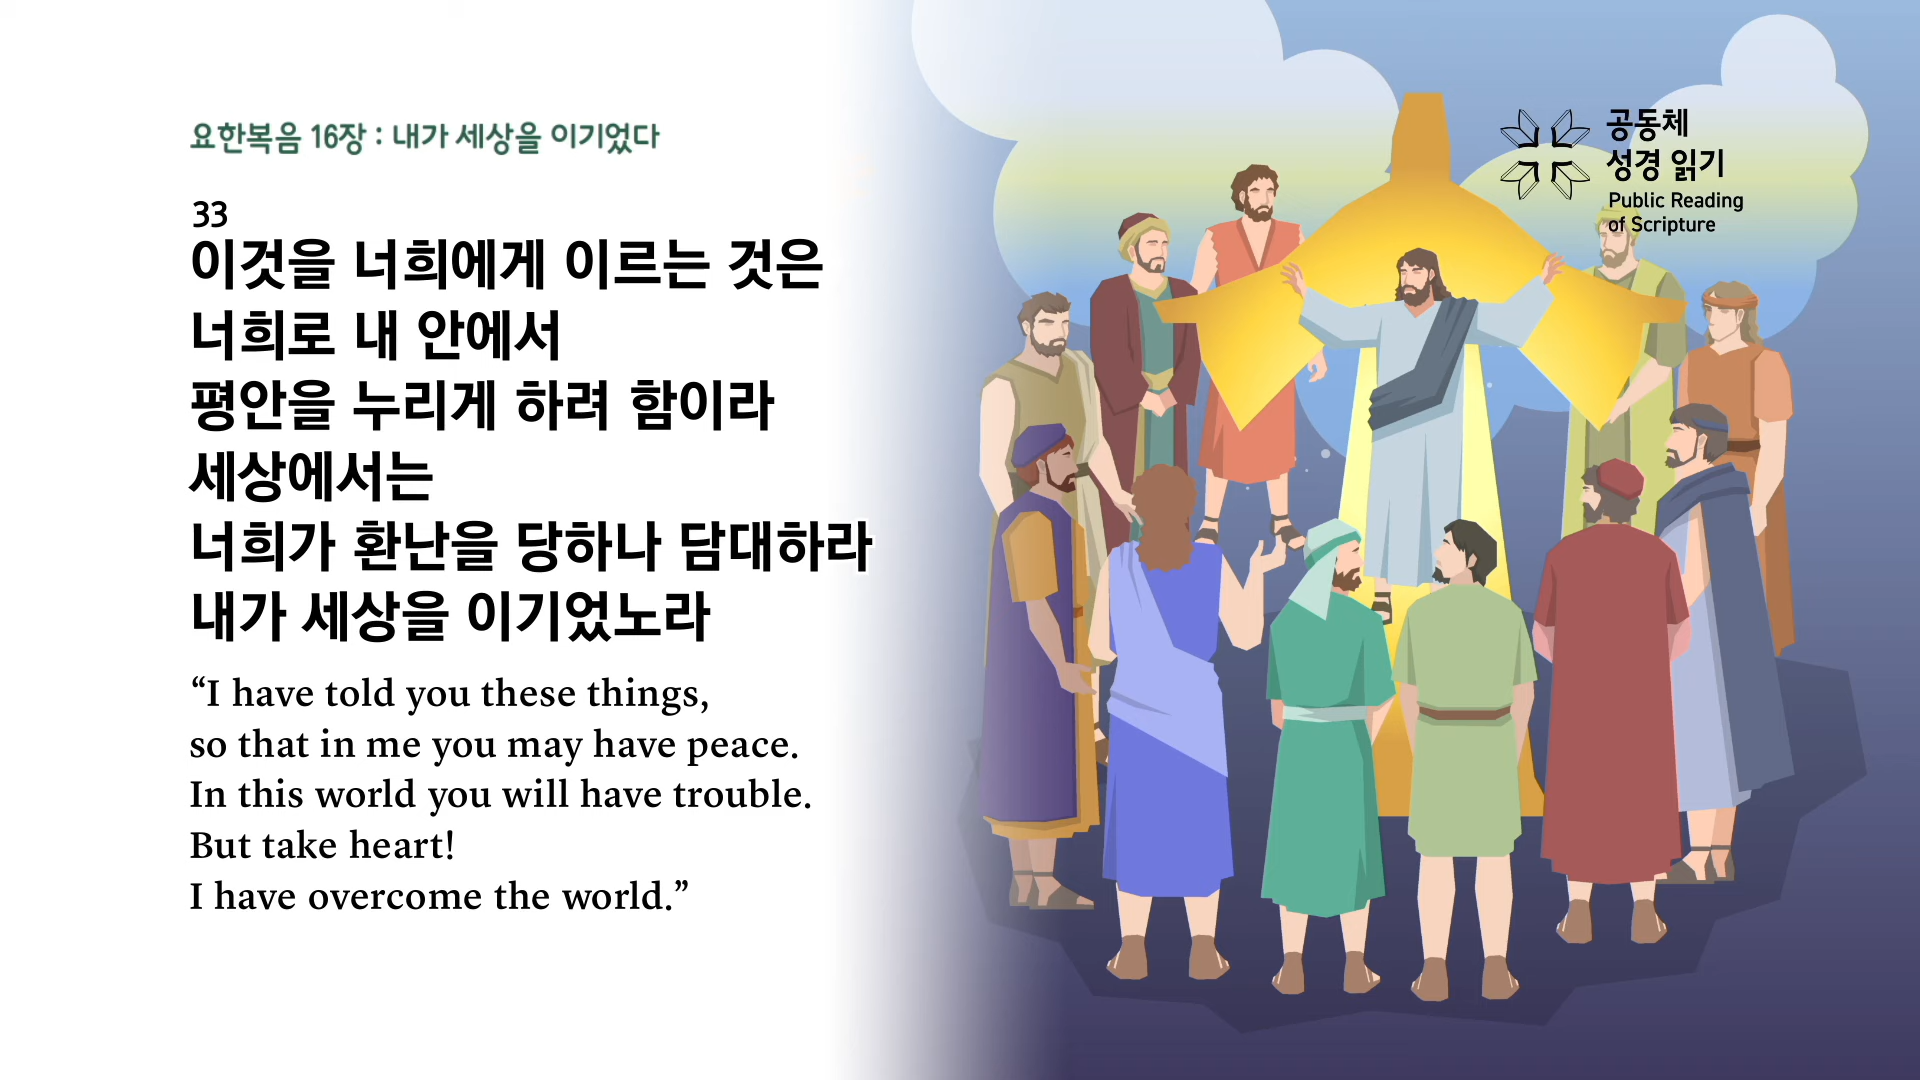 요한복음 16장 : 내가 세상을 이기었다
33
이것을 너희에게 이르는 것은
너희로 내 안에서
평안을 누리게 하려 함이라
세상에서는
너희가 환난을 당하나 담대하라
내가 세상을 이기었노라
“I have told you these things,
so that in me you may have peace.
In this world you will have trouble.
But take heart!
I have overcome the world.”
공동체
성경 읽기
Public Reading
of Scripture